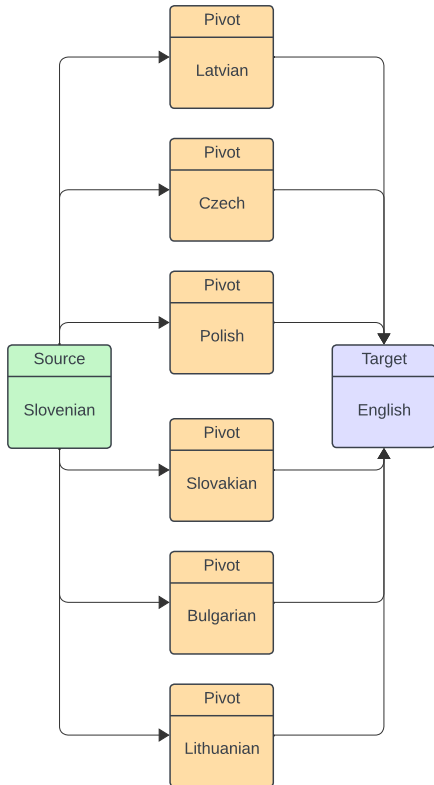 Pivot
Latvian
Pivot
Czech
Pivot
Polish
Source
Slovenian
Target
English
Pivot
Slovakian
Pivot
Bulgarian
Pivot
Lithuanian